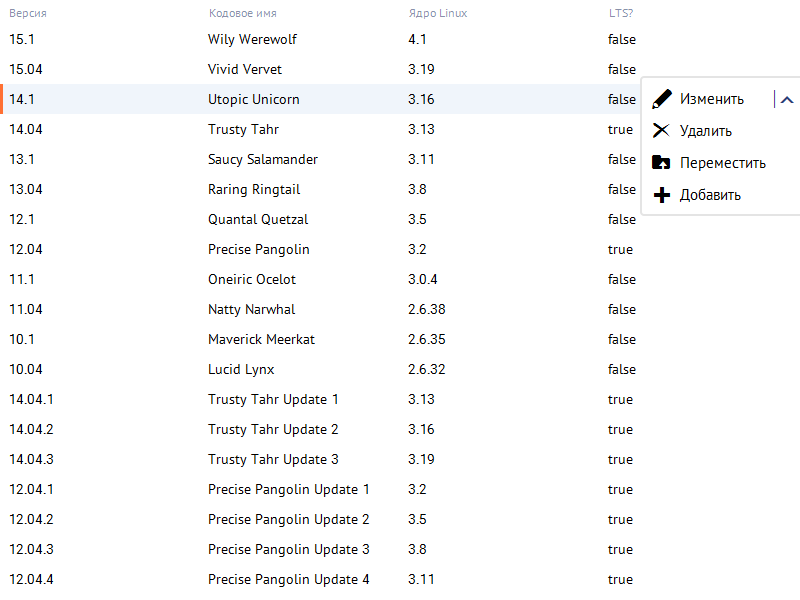 Версия Кодовое имя Ядро Linux LTS?
15.1 Wily Werewolf 4.1 false
15.04 Vivid Vervet 3.19 false
14.1 Utopic Unicorn 3.16 false Изменить
14.04 Trusty Tahr 3.13 true Удалить
13.1 Saucy Salamander 3.11 false Переместить
13.04 Raring Ringtail 3.8 false Добавить
12.1 Quantal Quetzal 3.5 false
12.04 Precise Pangolin 3.2 true
11.1 Oneiric Ocelot 3.0.4 false
11.04 Natty Narwhal 2.6.38 false
10.1 Maverick Meerkat 2.6.35 false
10.04 Lucid Lynx 2.6.32 false
14.04.1 Trusty Tahr Update 1 3.13 true
14.04.2 Trusty Tahr Update 2 3.16 true
14.04.3 Trusty Tahr Update 3 3.19 true
12.04.1 Precise Pangolin Update 1 3.2 true
12.04.2 Precise Pangolin Update 2 3.5 true
12.04.3 Precise Pangolin Update 3 3.8 true
12.04.4 Precise Pangolin Update 4 3.11 true